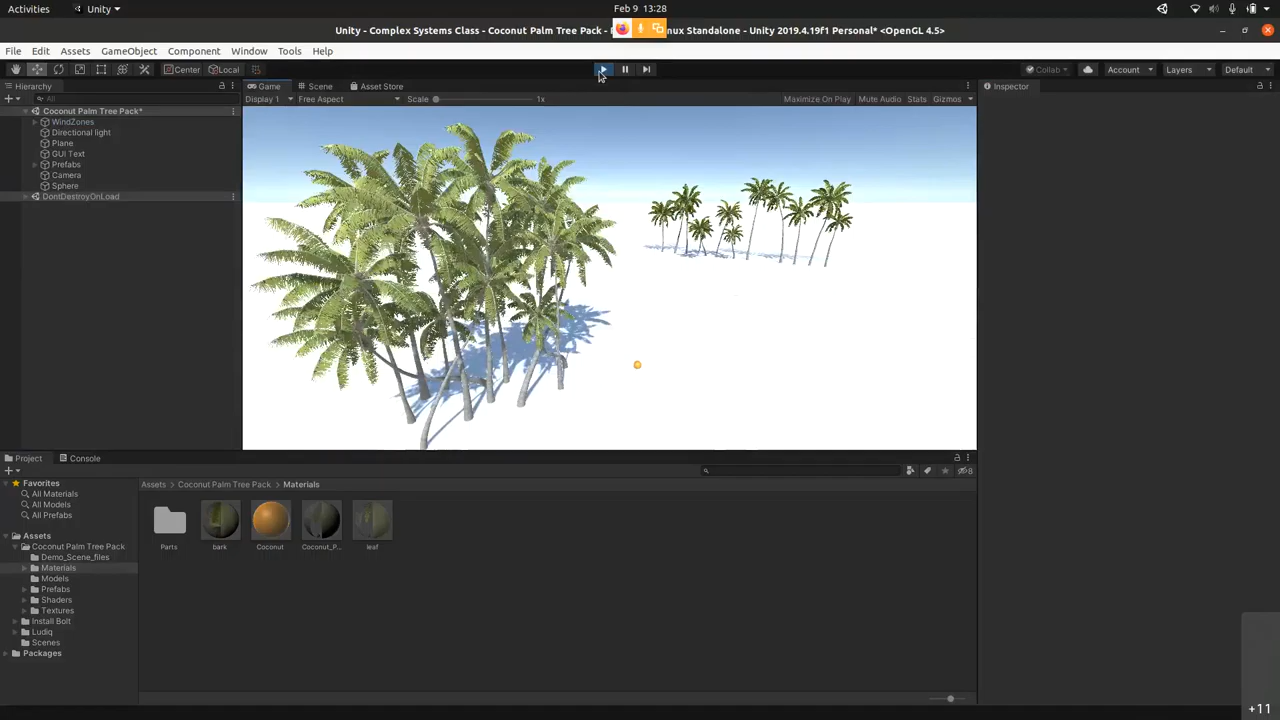 Activities Unity Feb 9 13:28
Unity - Complex Systems Class - Coconut Palm Tree Pack - nux Standalone - Unity 2019.4.19f1 Personal* <OpenGL 4.5>
File Edit Assets GameObject Component Window Tools Help
Center Local Collab Account Layers Default
Hierarchy Game Scene Asset Store Inspector
All Display 1 Free Aspect Scale 1x Maximize On Play Mute Audio Stats Gizmos
Coconut Palm Tree Pack*
WindZones
Directional light
Plane
GUI Text
Prefabs
Camera
Sphere
DontDestroyOnLoad
Project Console
8
Favorites
All Materials
All Models
All Prefabs
Assets > Coconut Palm Tree Pack > Materials
Assets
Coconut Palm Tree Pack
Demo_Scene_files
Materials
Models
Prefabs
Shaders
Textures
Install Bolt
Ludiq
Scenes
Packages
Parts bark Coconut Coconut_P... leaf
+11